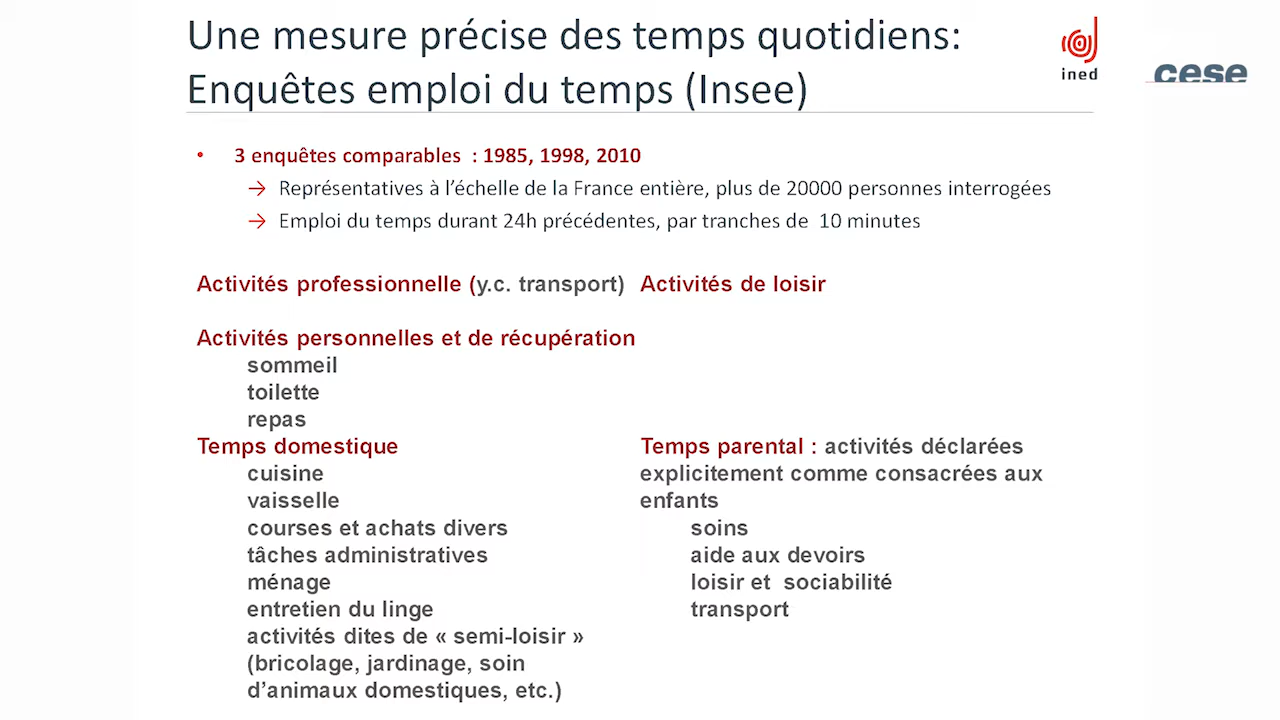 Une mesure précise des temps quotidiens:
Enquêtes emploi du temps (Insee)
ined
cese
• 3 enquêtes comparables : 1985, 1998, 2010
→ Représentatives à l'échelle de la France entière, plus de 20000 personnes interrogées
→ Emploi du temps durant 24h précédentes, par tranches de 10 minutes
Activités professionnelle (y.c. transport)
Activités de loisir
Activités personnelles et de récupération
sommeil
toilette
repas
Temps domestique
cuisine
vaisselle
courses et achats divers
tâches administratives
ménage
entretien du linge
activités dites de « semi-loisir »
(bricolage, jardinage, soin
d'animaux domestiques, etc.)
Temps parental : activités déclarées
explicitement comme consacrées aux
enfants
soins
aide aux devoirs
loisir et sociabilité
transport